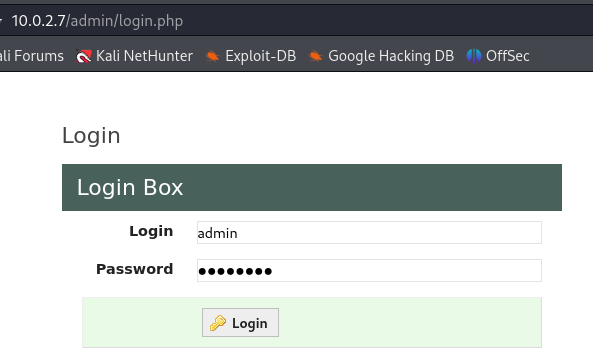 10.0.2.7/admin/login.php
ali Forums Kali NetHunter Exploit-DB Google Hacking DB OffSec
Login
Login Box
Login admin
Password ●●●●●●●●
Login